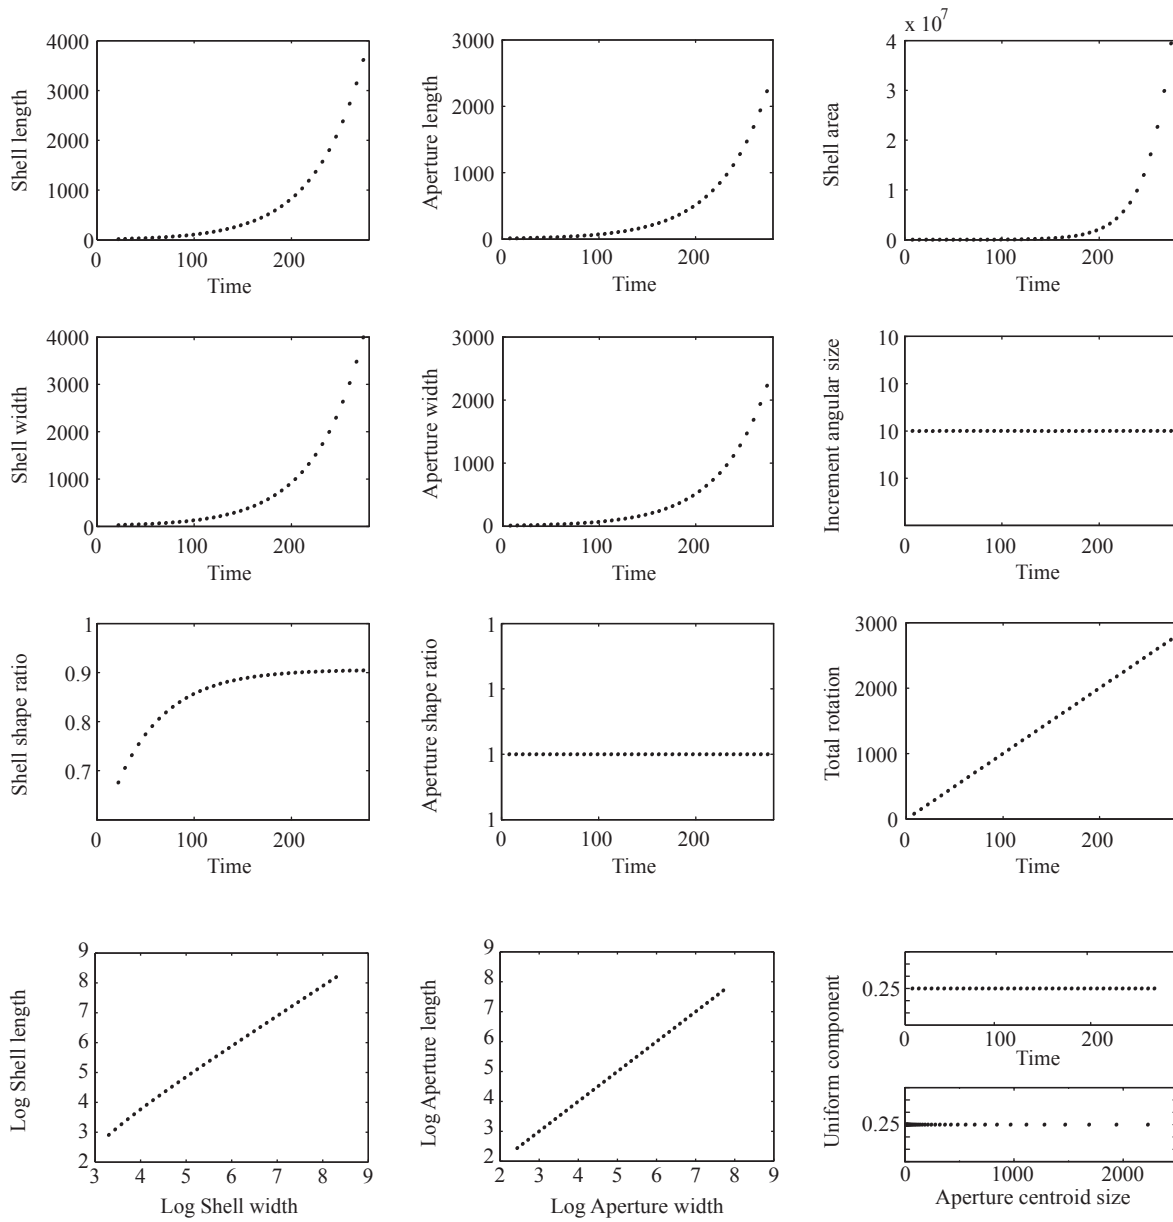 Shell length
4000
3000
2000
1000
0
0 100 200
Time
Aperture length
3000
2000
1000
0
0 100 200
Time
x 10^7
Shell area
4
3
2
1
0
0 100 200
Time
Shell width
4000
3000
2000
1000
0
0 100 200
Time
Aperture width
3000
2000
1000
0
0 100 200
Time
Increment angular size
10
10
10
10
0 100 200
Time
Shell shape ratio
1
0.9
0.8
0.7
0 100 200
Time
Aperture shape ratio
1
1
1
1
0 100 200
Time
Total rotation
3000
2000
1000
0
0 100 200
Time
Log Shell length
9
8
7
6
5
4
3
2
3 4 5 6 7 8 9
Log Shell width
Log Aperture length
9
8
7
6
5
4
3
2
2 3 4 5 6 7 8 9
Log Aperture width
Uniform component
0.25
0 100 200
Time
0.25
0 1000 2000
Aperture centroid size